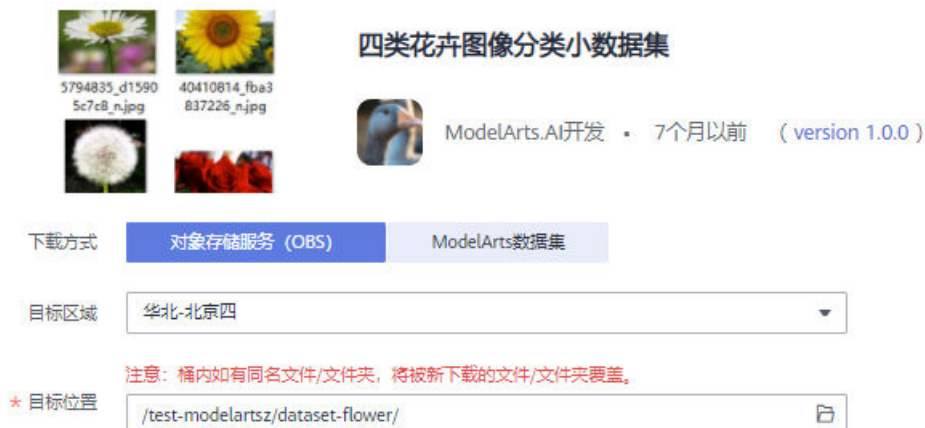 四类花卉图像分类小数据集
5794835_d1590
5c7c8_n.jpg
40410814_fba3
837226_n.jpg
ModelArts.AI开发 • 7个月以前 ( version 1.0.0 )
下载方式 对象存储服务（OBS） ModelArts数据集
目标区域 华北-北京四
注意：桶内如有同名文件/文件夹，将被新下载的文件/文件夹覆盖。
* 目标位置 /test-modelartsz/dataset-flower/